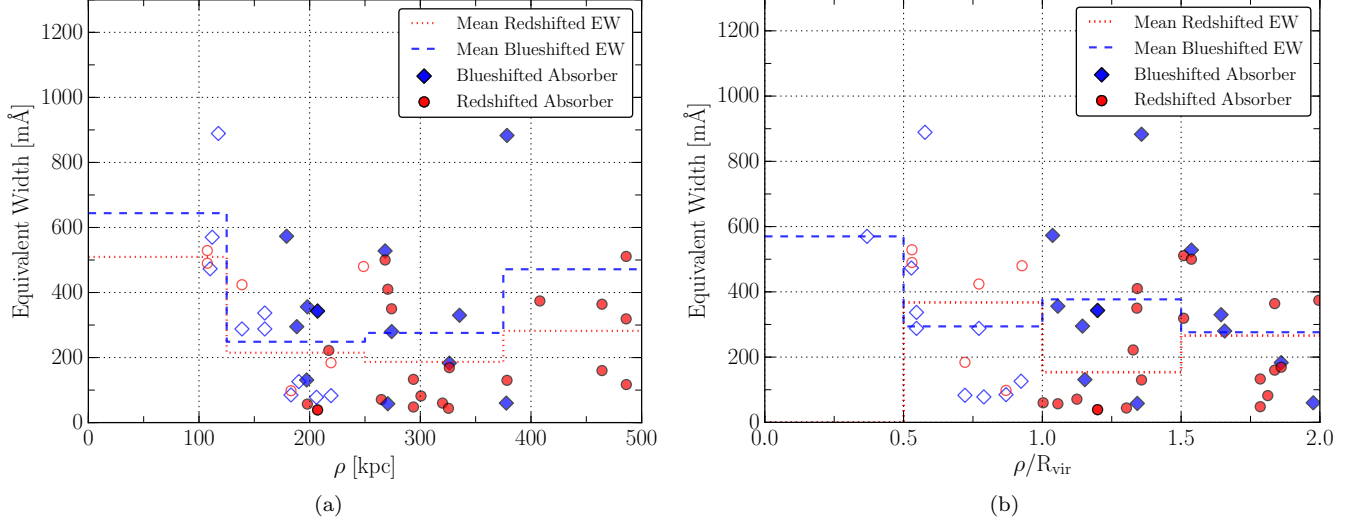 Mean Redshifted EW
Mean Blueshifted EW
Blueshifted Absorber
Redshifted Absorber
1200
1000
800
600
400
200
0
Equivalent Width [mÅ]
0 100 200 300 400 500
ρ [kpc]
(a)
Mean Redshifted EW
Mean Blueshifted EW
Blueshifted Absorber
Redshifted Absorber
1200
1000
800
600
400
200
0
Equivalent Width [mÅ]
0.0 0.5 1.0 1.5 2.0
ρ/R_vir
(b)